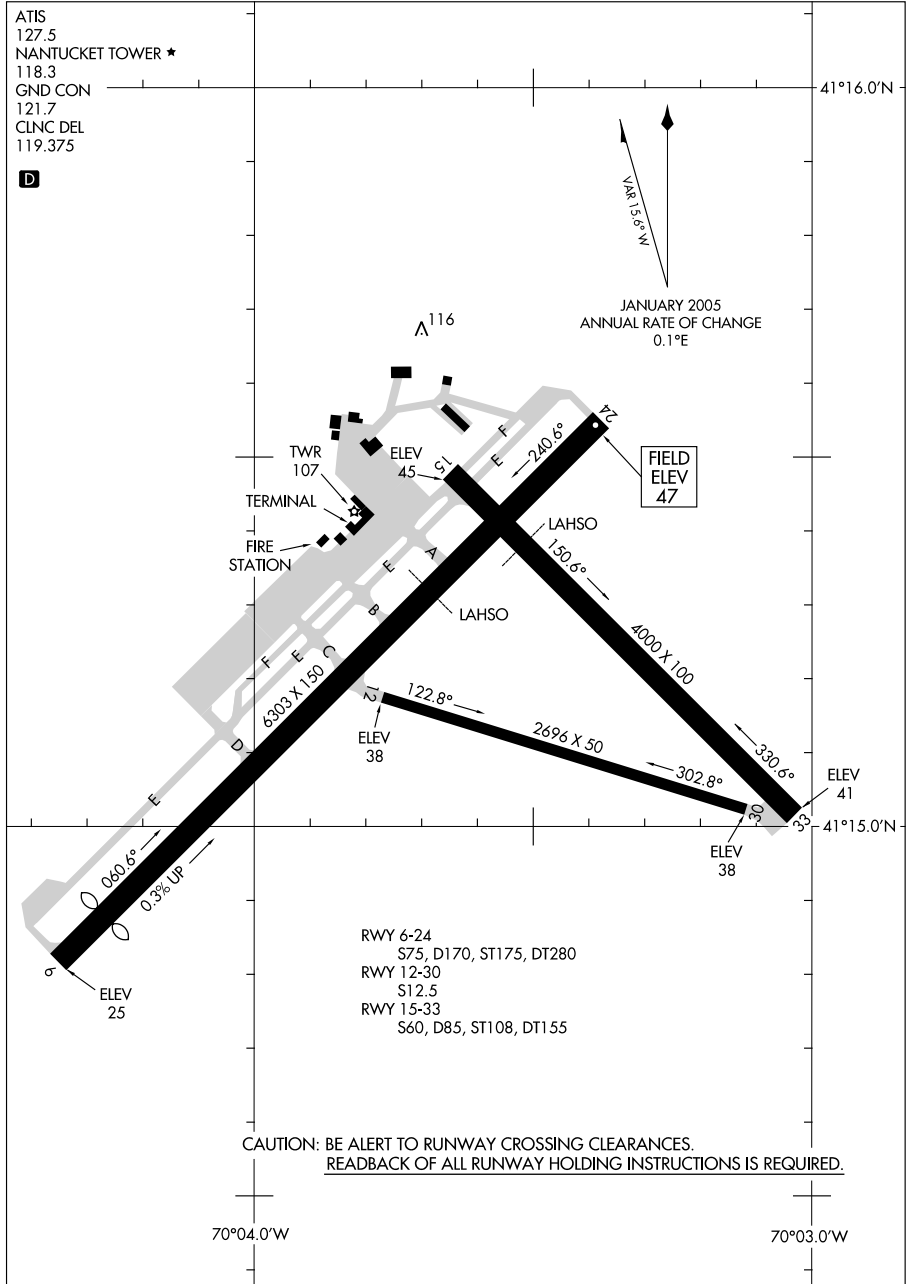 ATIS
127.5
NANTUCKET TOWER
118.3
GND CON
121.7
CLNC DEL
119.375
D
41°16.0'N
VAR 15.6° W
JANUARY 2005
ANNUAL RATE OF CHANGE
0.1°E
116
24
F
E
240.6°
FIELD
ELEV
47
TWR
107
ELEV
45
15
TERMINAL
FIRE
STATION
LAHSO
150.6°
A
E
LAHSO
B
4000 X 100
C
E
F
6303 X 150
12
122.8°
2696 X 50
ELEV
38
D
302.8°
330.6°
ELEV
41
30
33
41°15.0'N
ELEV
38
E
060.6°
0.3% UP
6
ELEV
25
RWY 6-24
S75, D170, ST175, DT280
RWY 12-30
S12.5
RWY 15-33
S60, D85, ST108, DT155
CAUTION: BE ALERT TO RUNWAY CROSSING CLEARANCES.
READBACK OF ALL RUNWAY HOLDING INSTRUCTIONS IS REQUIRED.
70°04.0'W
70°03.0'W